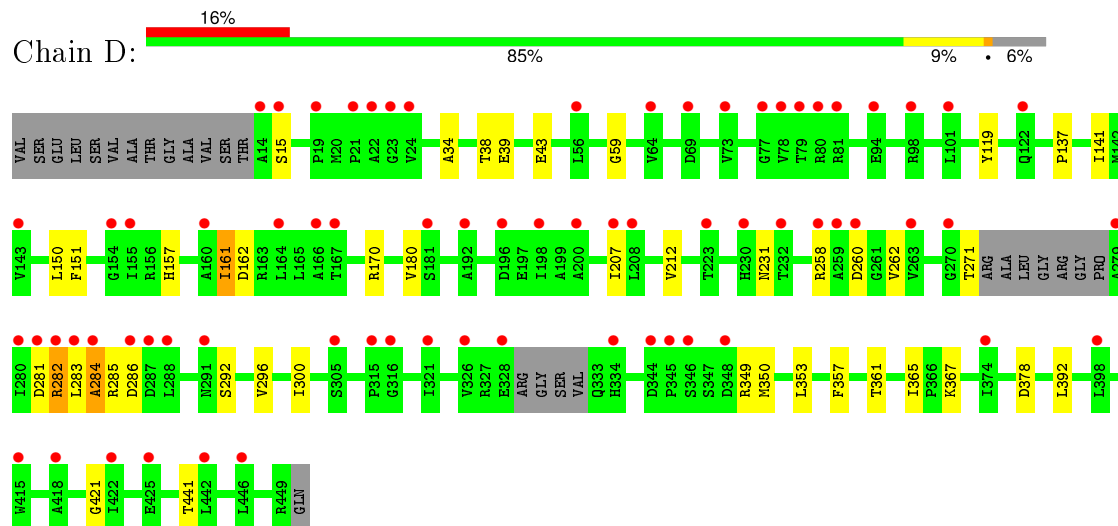 16%
Chain D:
85% 9% • 6%
VAL SER GLU LEU SER VAL ALA THR GLY ALA VAL SER THR A14 S15 P19 M20 P21 A22 G23 V24 A34 T38 E39 E43 L56 G59 V64 D69 V73 G77 V78 T79 R80 R81 E94 R98 L101 Y119 Q122 P137 I141 M142
V143 L150 F151 G154 I155 R156 H157 A160 I161 D162 R163 L164 L165 A166 T167 R170 V180 S181 A192 D196 E197 I198 A199 A200 I207 L208 V212 T223 H230 N231 T232 R258 A259 D260 G261 V262 V263 G270 T271 ARG ALA LEU GLY ARG GLY PRO A279
I280 D281 R282 L283 A284 R285 D286 D287 L288 N291 S292 V296 I300 S305 P315 G316 I321 V326 R327 E328 ARG GLY SER VAL Q333 H334 D344 P345 S346 S347 D348 R349 M350 L353 F357 T361 I365 P366 K367 I374 D378 L392 L398
W415 A418 G421 I422 E425 T441 L442 L446 R449 GLN